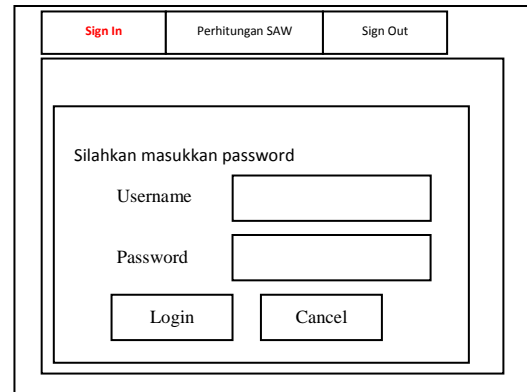 Sign In Perhitungan SAW Sign Out
Silahkan masukkan password
Username
Password
Login Cancel